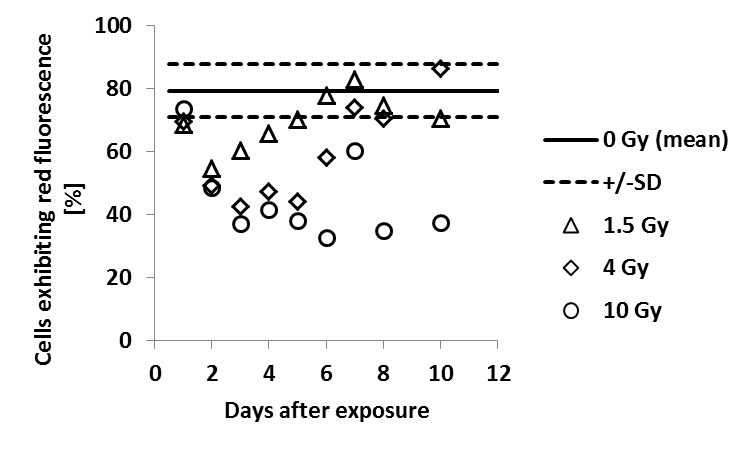 Cells exhibiting red fluorescence
[%]
100
80
60
40
20
0
0 2 4 6 8 10 12
Days after exposure
0 Gy (mean)
+/-SD
1.5 Gy
4 Gy
10 Gy